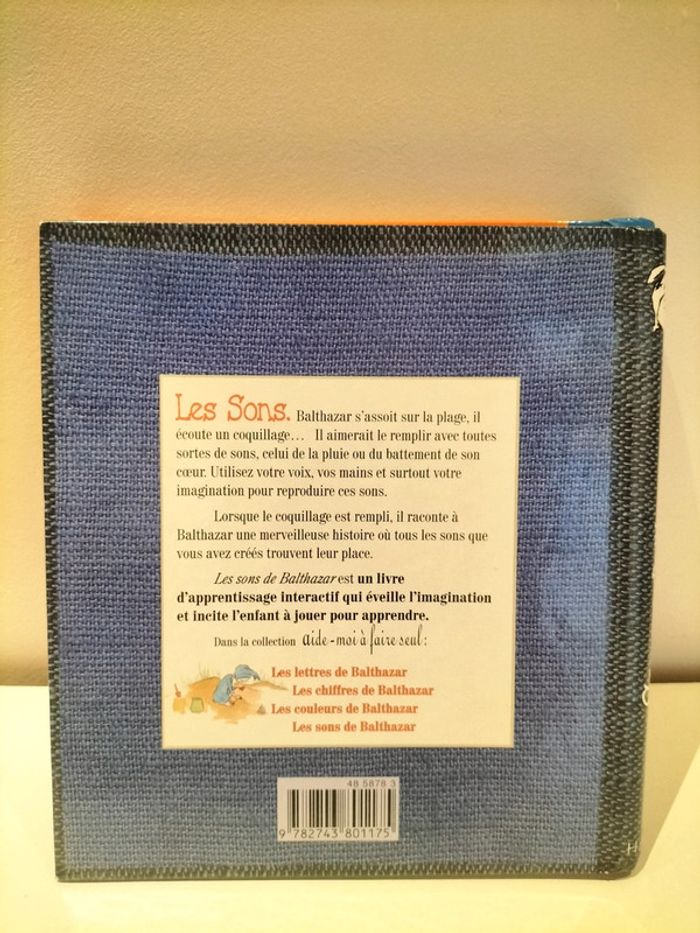 Les Sons. Balthazar s'assoit sur la plage, il
écoute un coquillage... Il aimerait le remplir avec toutes
sortes de sons, celui de la pluie ou du battement de son
cœur. Utilisez votre voix, vos mains et surtout votre
imagination pour reproduire ces sons.
Lorsque le coquillage est rempli, il raconte à
Balthazar une merveilleuse histoire où tous les sons que
vous avez créés trouvent leur place.
Les sons de Balthazar est un livre
d'apprentissage interactif qui éveille l'imagination
et incite l'enfant à jouer pour apprendre.
Dans la collection aide-moi à faire seul :
Les lettres de Balthazar
Les chiffres de Balthazar
Les couleurs de Balthazar
Les sons de Balthazar
48 5878 3
9 782743 801175